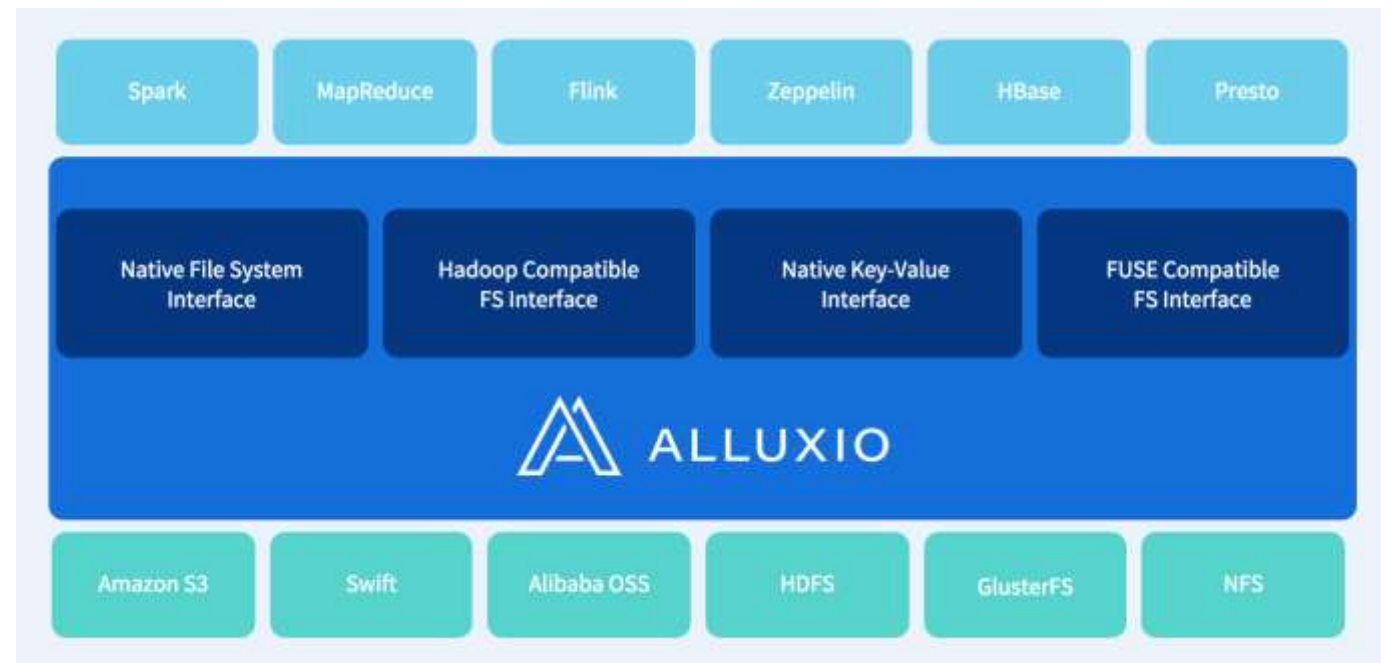 Spark
MapReduce
Flink
Zeppelin
HBase
Presto
Native File System
Interface
Hadoop Compatible
FS Interface
Native Key-Value
Interface
FUSE Compatible
FS Interface
ALLUXIO
Amazon S3
Swift
Alibaba OSS
HDFS
GlusterFS
NFS